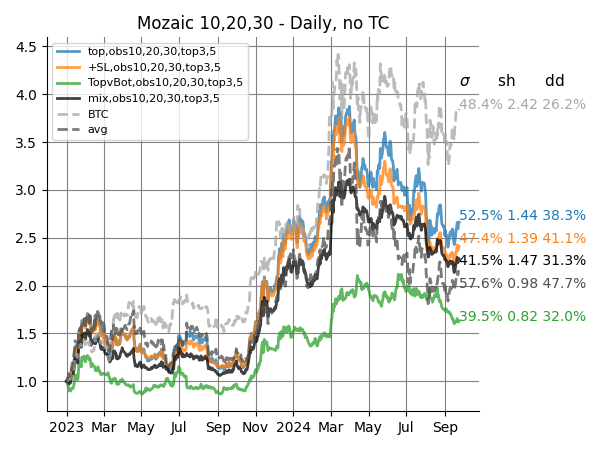 Mozaic 10,20,30 - Daily, no TC
top,obs10,20,30,top3,5
+SL,obs10,20,30,top3,5
TopvBot,obs10,20,30,top3,5
mix,obs10,20,30,top3,5
BTC
avg
σ sh dd
48.4% 2.42 26.2%
52.5% 1.44 38.3%
47.4% 1.39 41.1%
41.5% 1.47 31.3%
57.6% 0.98 47.7%
39.5% 0.82 32.0%
4.5
4.0
3.5
3.0
2.5
2.0
1.5
1.0
2023 Mar May Jul Sep Nov 2024 Mar May Jul Sep